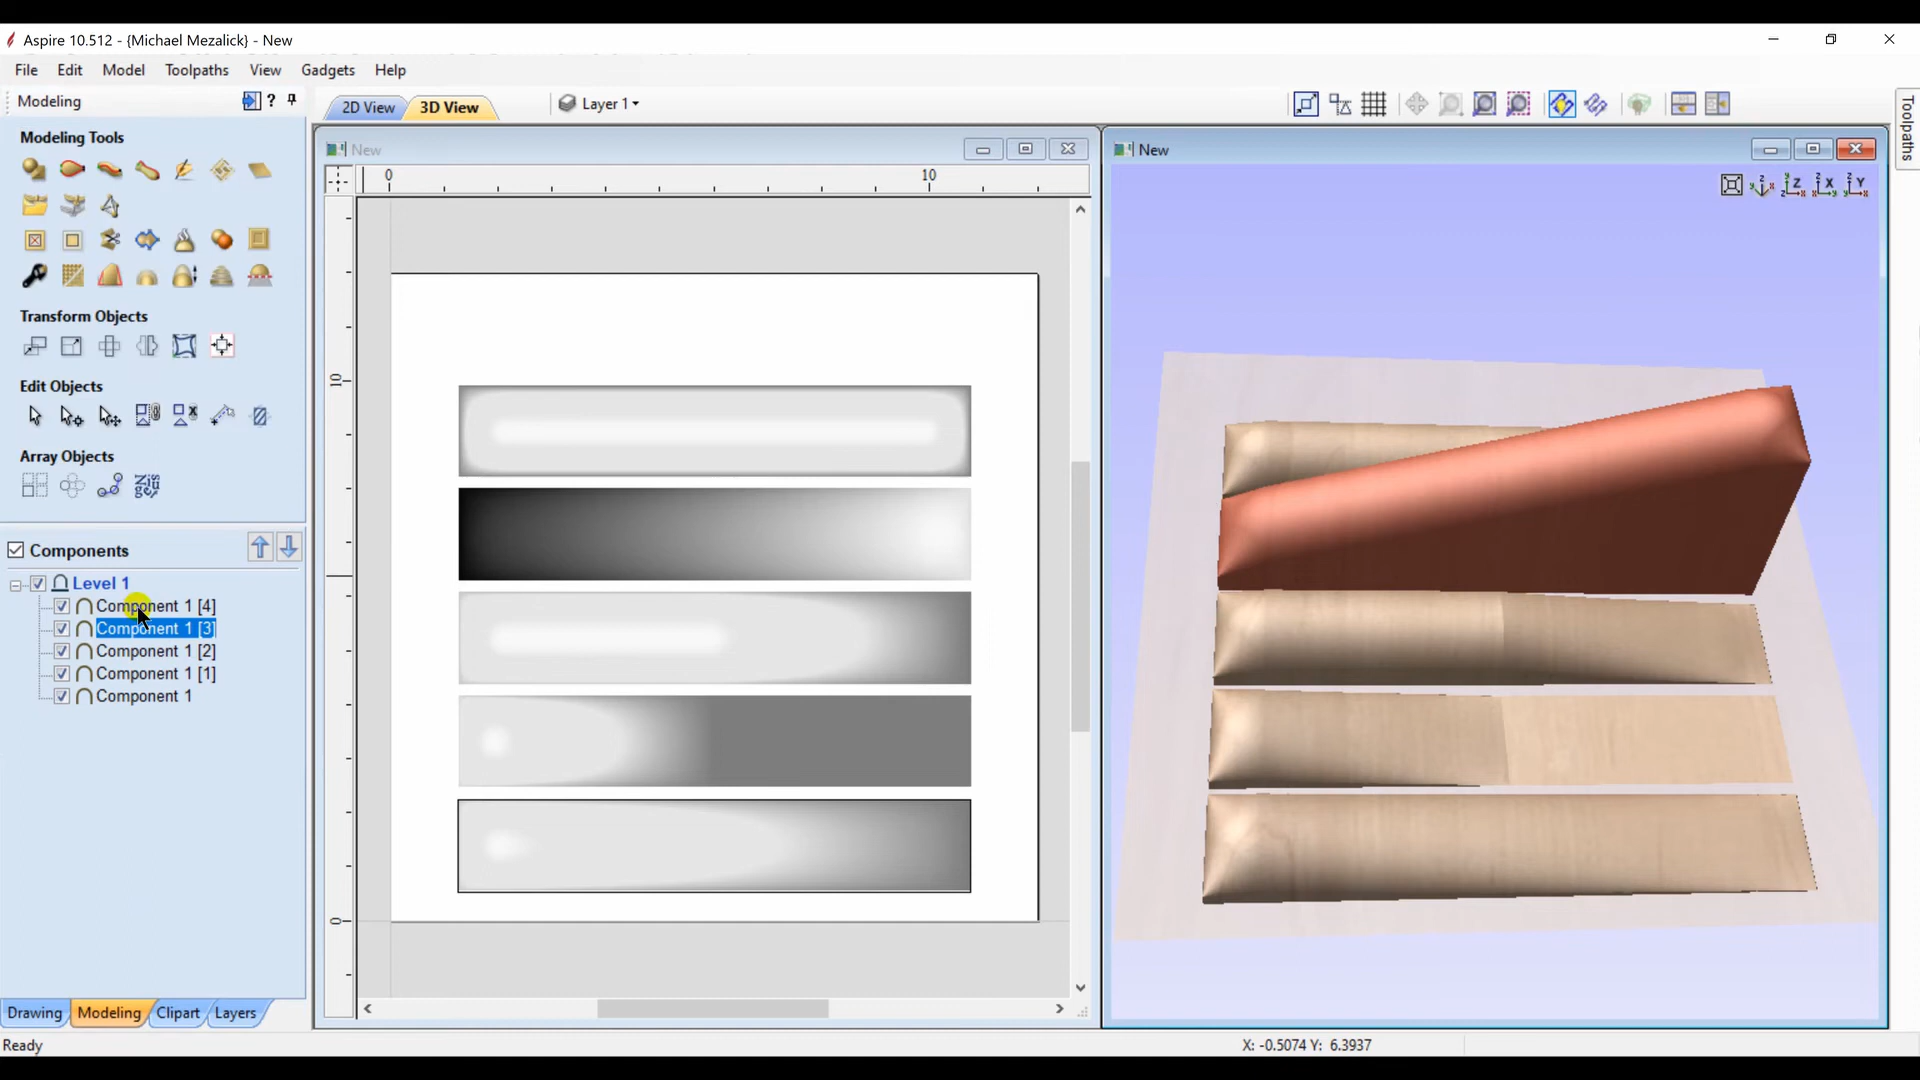 Aspire 10.512 - {Michael Mezalick} - New
File Edit Model Toolpaths View Gadgets Help
Modeling ?
2D View 3D View Layer 1
Toolpaths
Modeling Tools
New
New
0 10
Z X Y
Transform Objects
Edit Objects
Array Objects
10
0
Components
Level 1
Component 1 [4]
Component 1 [3]
Component 1 [2]
Component 1 [1]
Component 1
Drawing Modeling Clipart Layers
Ready
X: -0.5074 Y: 6.3937